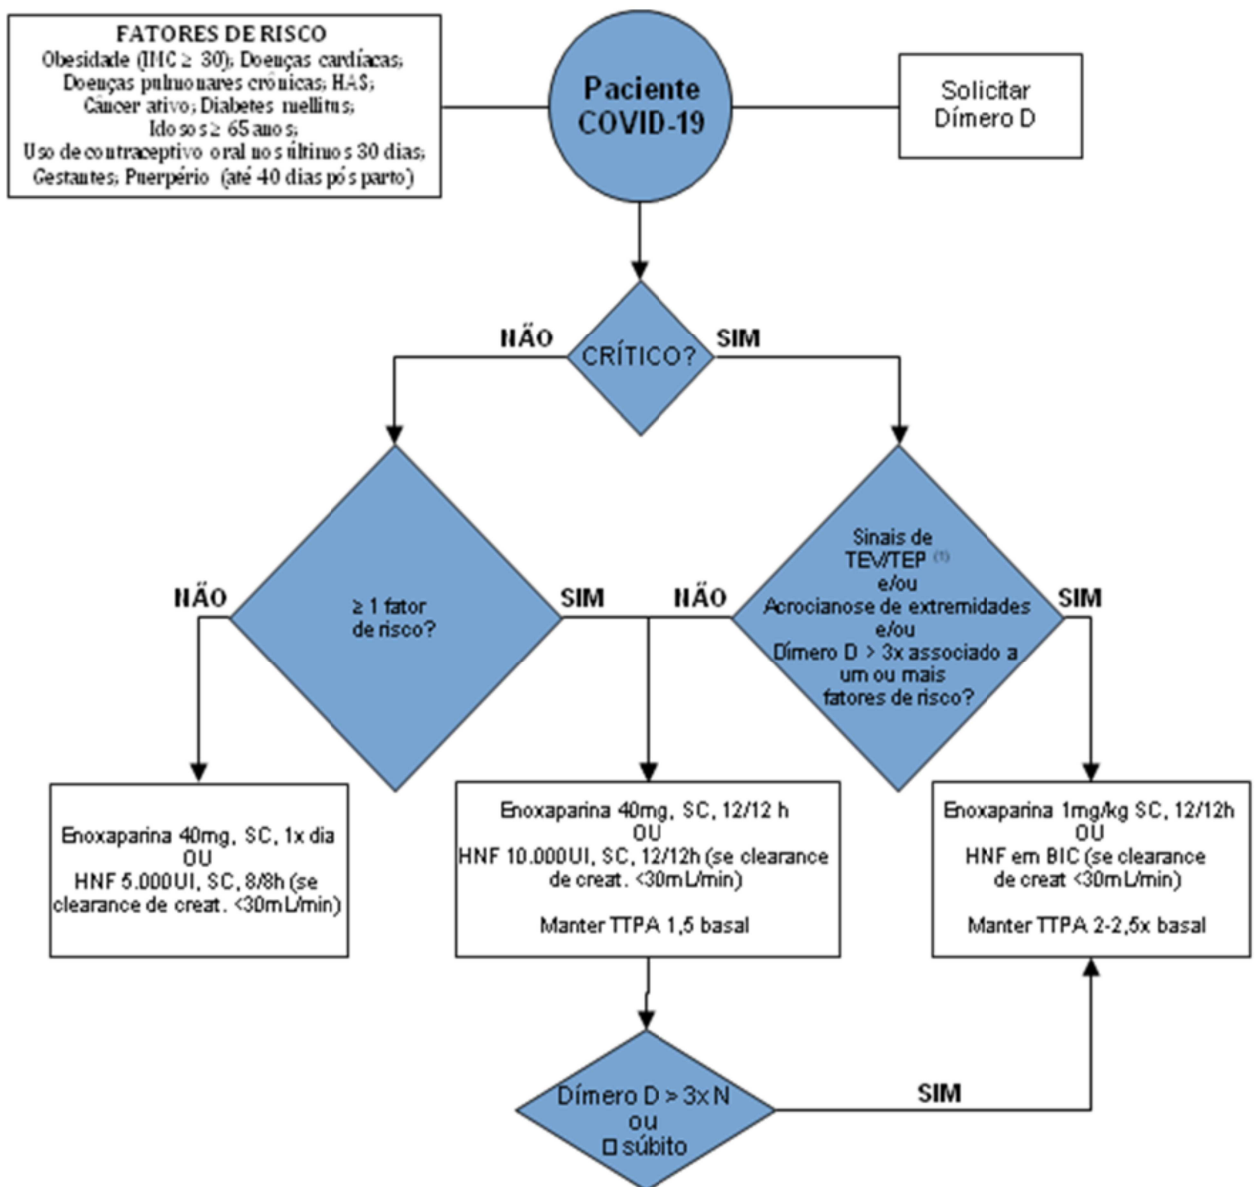 FATORES DE RISCO
Obesidade (IMC ≥ 30); Doenças cardíacas;
Doenças pulmonares crônicas; HAS;
Câncer ativo; Diabetes mellitus;
Idosos ≥ 65 anos;
Uso de contraceptivo oral nos últimos 30 dias;
Gestantes; Puerpério (até 40 dias pós parto)
Paciente
COVID-19
Solicitar
Dímero D
NÃO
CRÍTICO?
SIM
NÃO
≥ 1 fator
de risco?
SIM
NÃO
Sinais de
TEV/TEP (1)
e/ou
Acrocianose de extremidades
e/ou
Dímero D > 3x associado a
um ou mais
fatores de risco?
SIM
Enoxaparina 40mg, SC, 1x dia
OU
HNF 5.000UI, SC, 8/8h (se
clearance de creat. <30mL/min)
Enoxaparina 40mg, SC, 12/12 h
OU
HNF 10.000UI, SC, 12/12h (se clearance
de creat. <30mL/min)
Manter TTPA 1,5 basal
Enoxaparina 1mg/kg SC, 12/12h
OU
HNF em BIC (se clearance
de creat <30mL/min)
Manter TTPA 2-2,5x basal
Dímero D > 3x N
ou
□ súbito
SIM